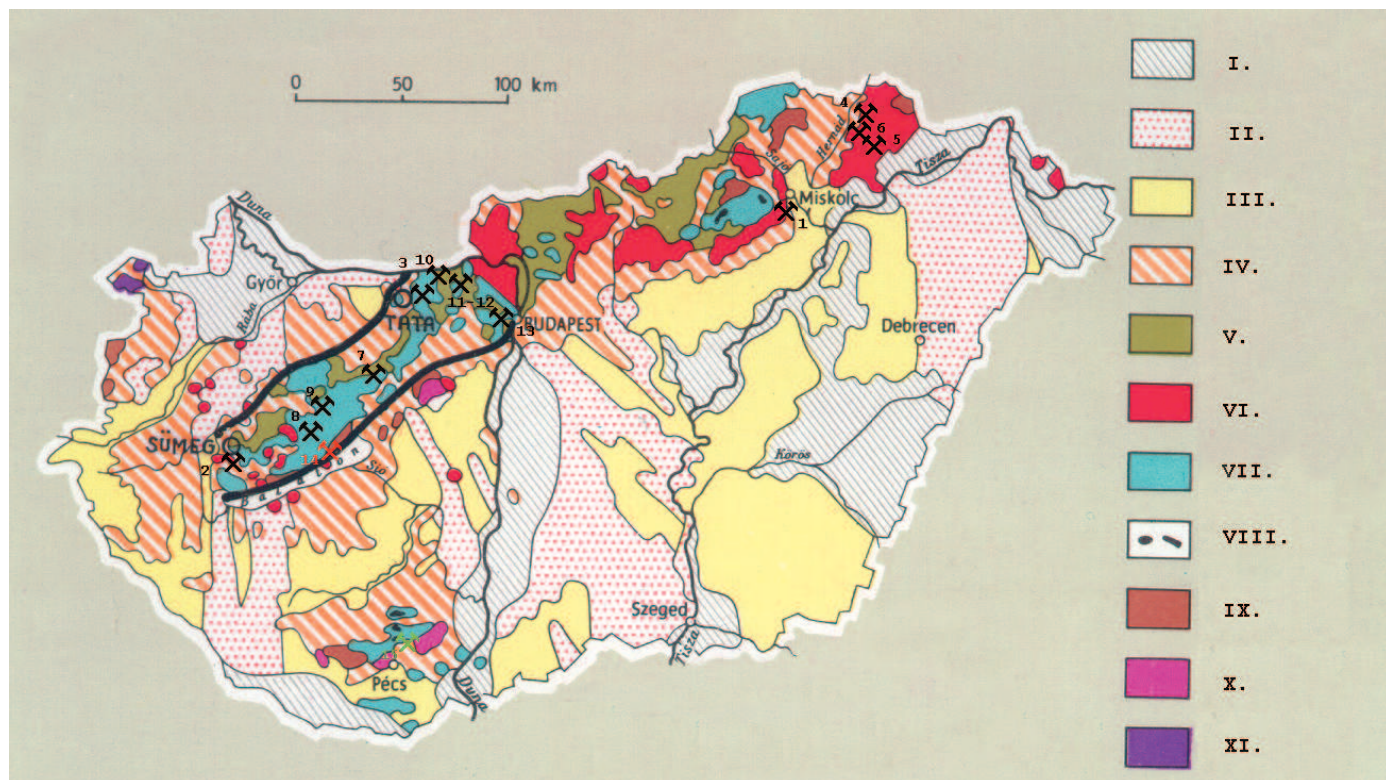 0 50 100 km
I.
II.
III.
IV.
V.
VI.
VII.
VIII.
IX.
X.
XI.
4
6
5
Hernád
Sajó
Tisza
Miskolc
1
Duna
3 10
Győr
11-12
TATA
13
BUDAPEST
Rába
Debrecen
7
9
8
SÜMEG
14
2
Sió
Balaton
Körös
Szeged
Tisza
Pécs
Duna